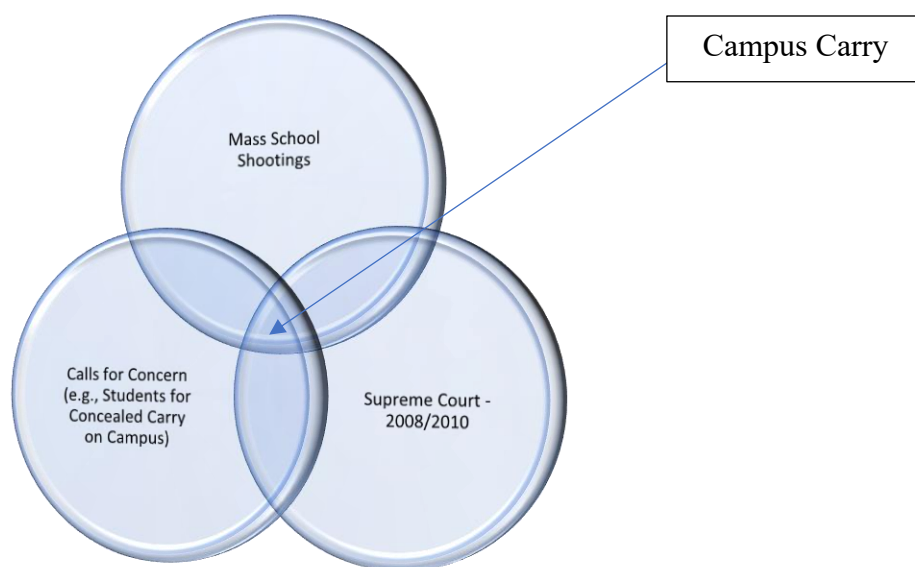 Campus Carry
Mass School
Shootings
Calls for Concern
(e.g., Students for
Concealed Carry
on Campus)
Supreme Court -
2008/2010